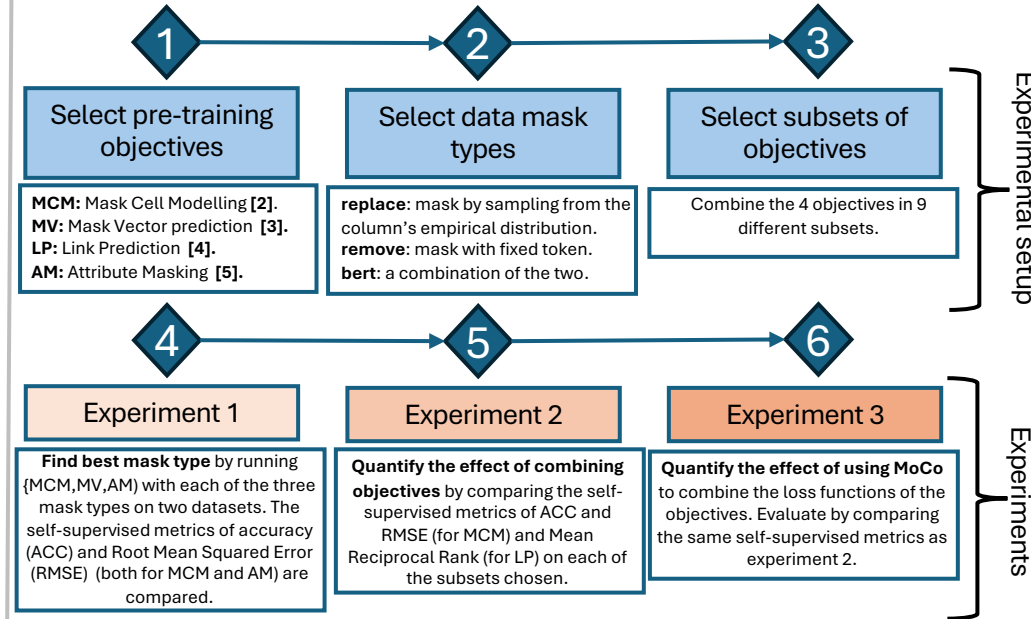 1
2
3
Select pre-training
objectives
MCM: Mask Cell Modelling [2].
MV: Mask Vector prediction [3].
LP: Link Prediction [4].
AM: Attribute Masking [5].
Select data mask
types
replace: mask by sampling from the
column's empirical distribution.
remove: mask with fixed token.
bert: a combination of the two.
Select subsets of
objectives
Combine the 4 objectives in 9
different subsets.
Experimental setup
4
5
6
Experiment 1
Find best mask type by running
{MCM,MV,AM) with each of the three
mask types on two datasets. The
self-supervised metrics of accuracy
(ACC) and Root Mean Squared Error
(RMSE) (both for MCM and AM) are
compared.
Experiment 2
Quantify the effect of combining
objectives by comparing the self-
supervised metrics of ACC and
RMSE (for MCM) and Mean
Reciprocal Rank (for LP) on each of
the subsets chosen.
Experiment 3
Quantify the effect of using MoCo
to combine the loss functions of the
objectives. Evaluate by comparing
the same self-supervised metrics as
experiment 2.
Experiments